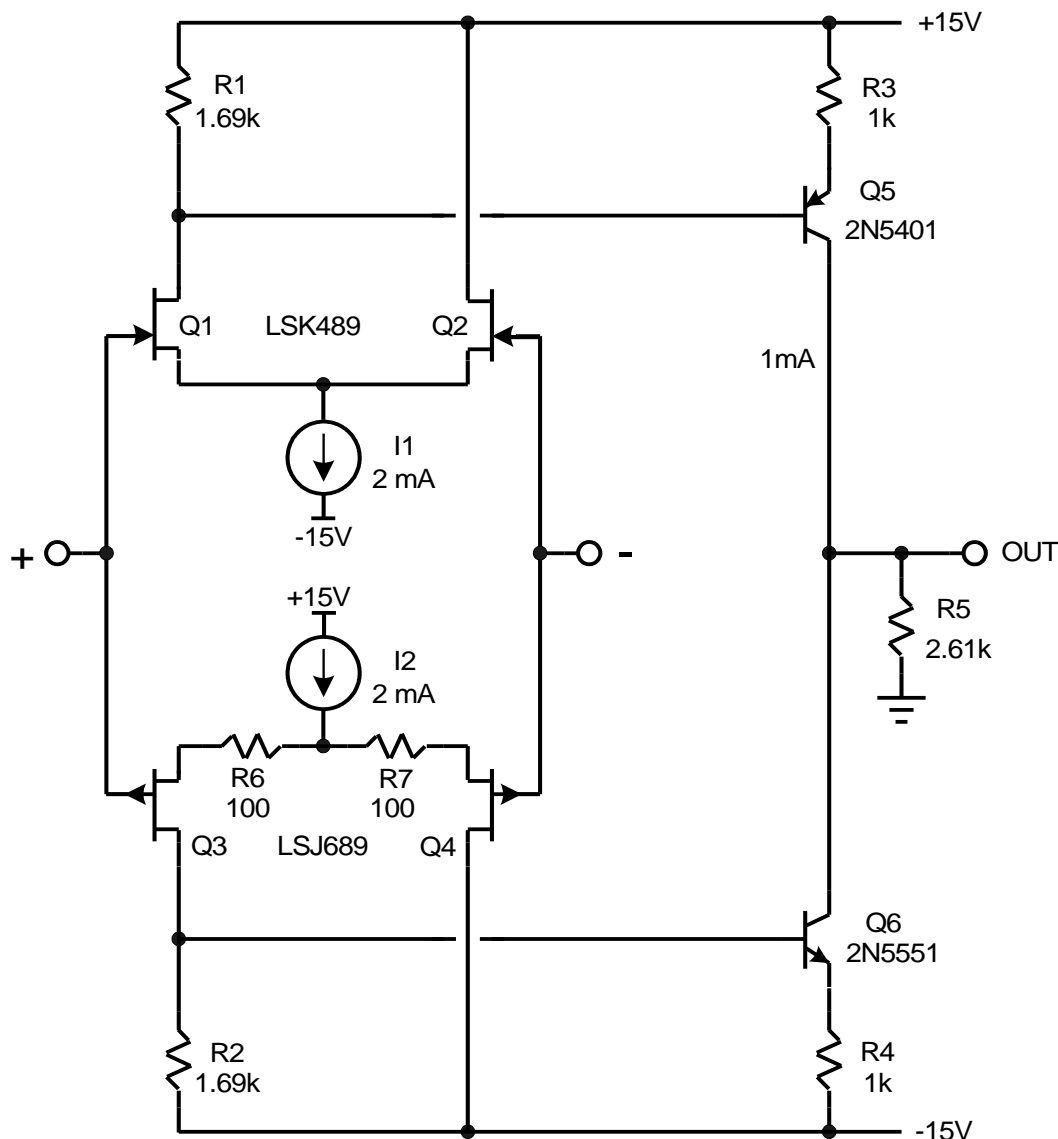 +15V
R1
1.69k
R3
1k
Q5
2N5401
Q1
LSK489
Q2
1mA
I1
2 mA
-15V
+
-
OUT
+15V
R5
2.61k
I2
2 mA
R6
100
R7
100
Q3
LSJ689
Q4
Q6
2N5551
R2
1.69k
R4
1k
-15V